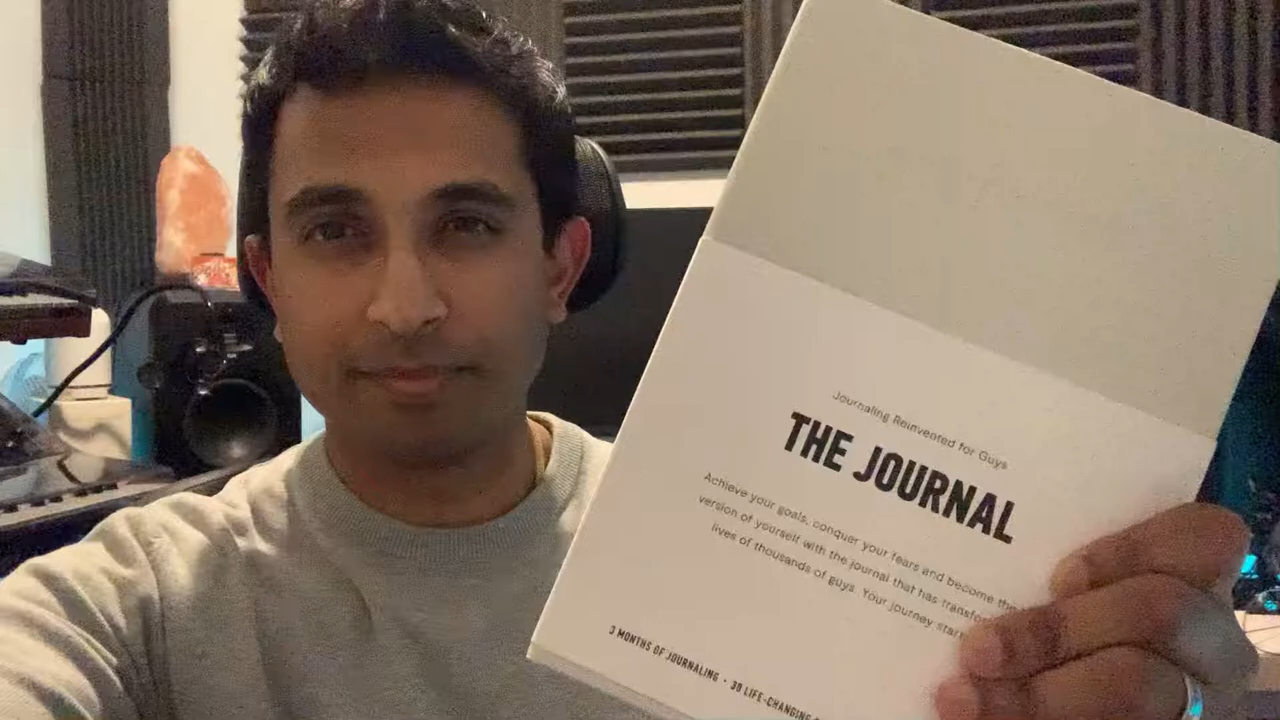 Journaling Reinvented for Guys
THE JOURNAL
Achieve your goals, conquer your fears and become the
version of yourself with the journal that has transfo
lives of thousands of guys. Your journey star
3 MONTHS OF JOURNALING • 30 LIFE-CHANGING